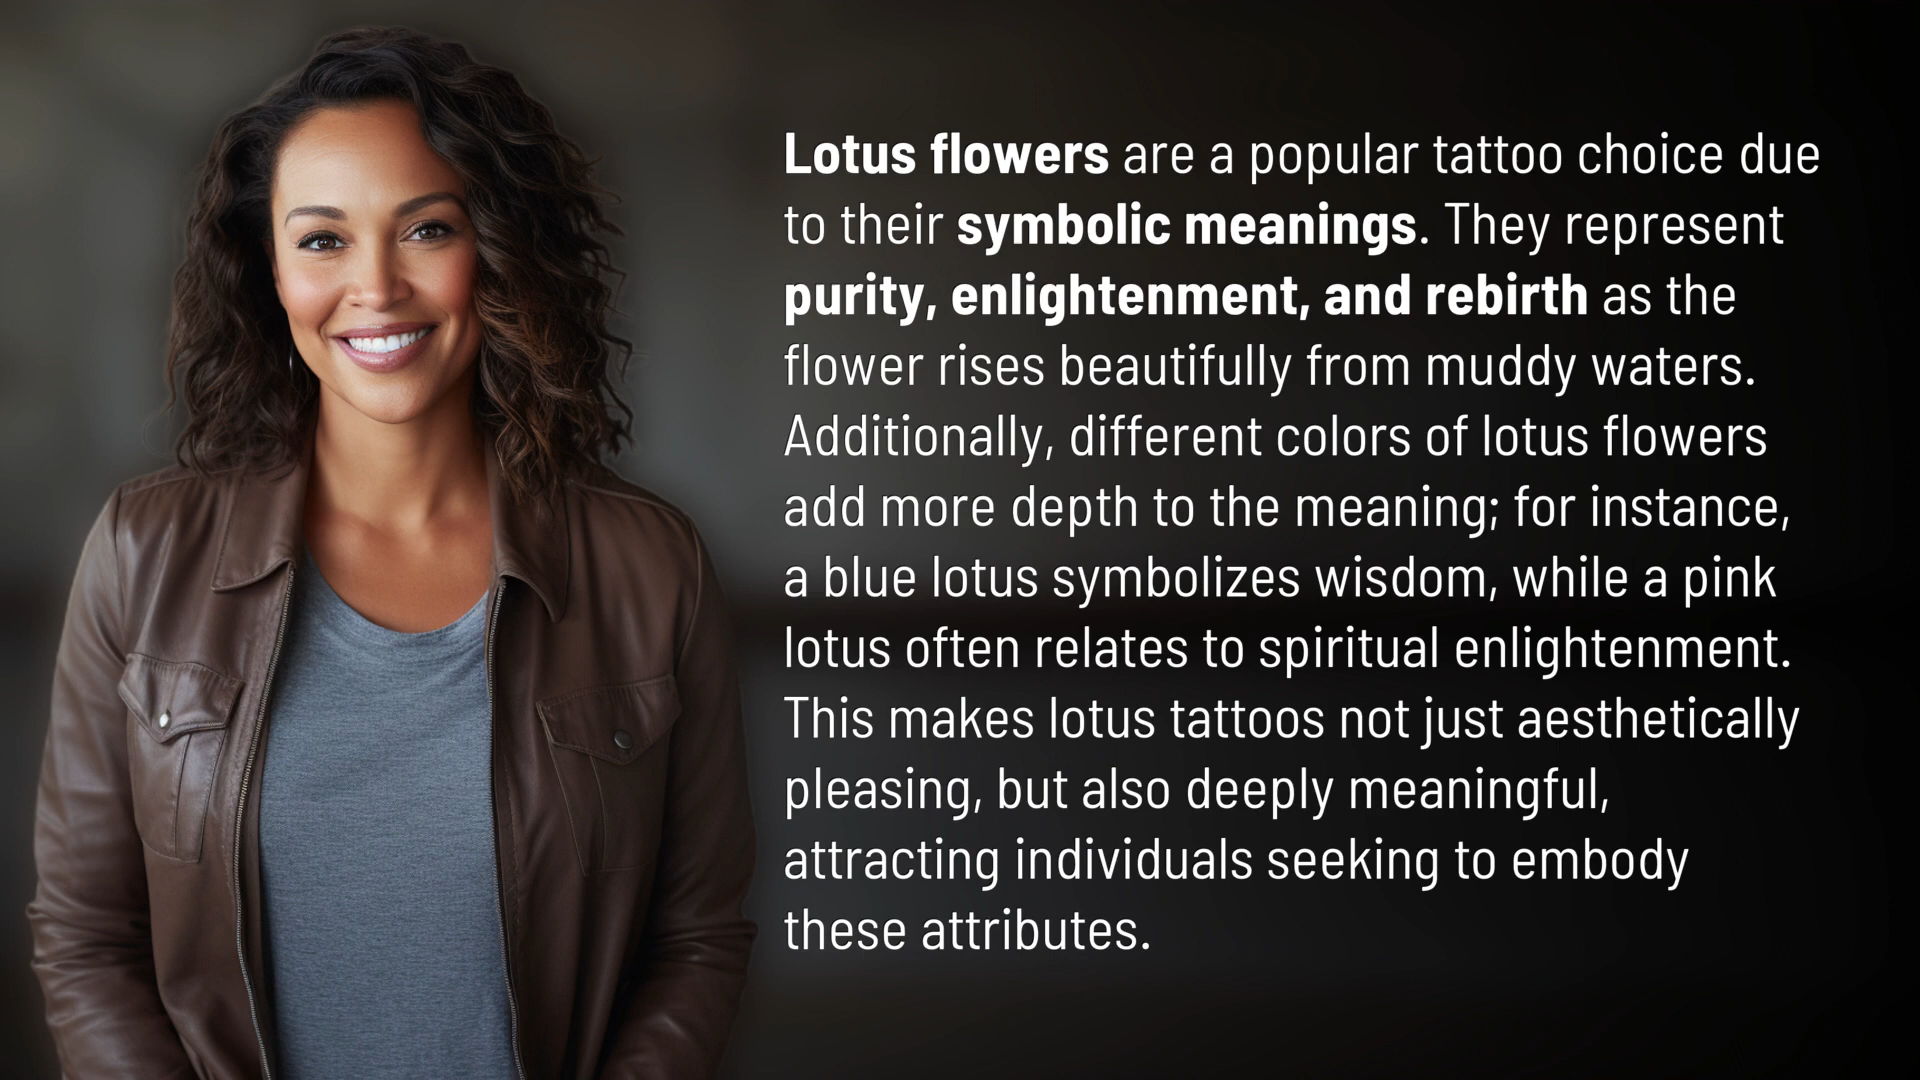 Lotus flowers are a popular tattoo choice due
to their symbolic meanings. They represent
purity, enlightenment, and rebirth as the
flower rises beautifully from muddy waters.
Additionally, different colors of lotus flowers
add more depth to the meaning; for instance,
a blue lotus symbolizes wisdom, while a pink
lotus often relates to spiritual enlightenment.
This makes lotus tattoos not just aesthetically
pleasing, but also deeply meaningful,
attracting individuals seeking to embody
these attributes.